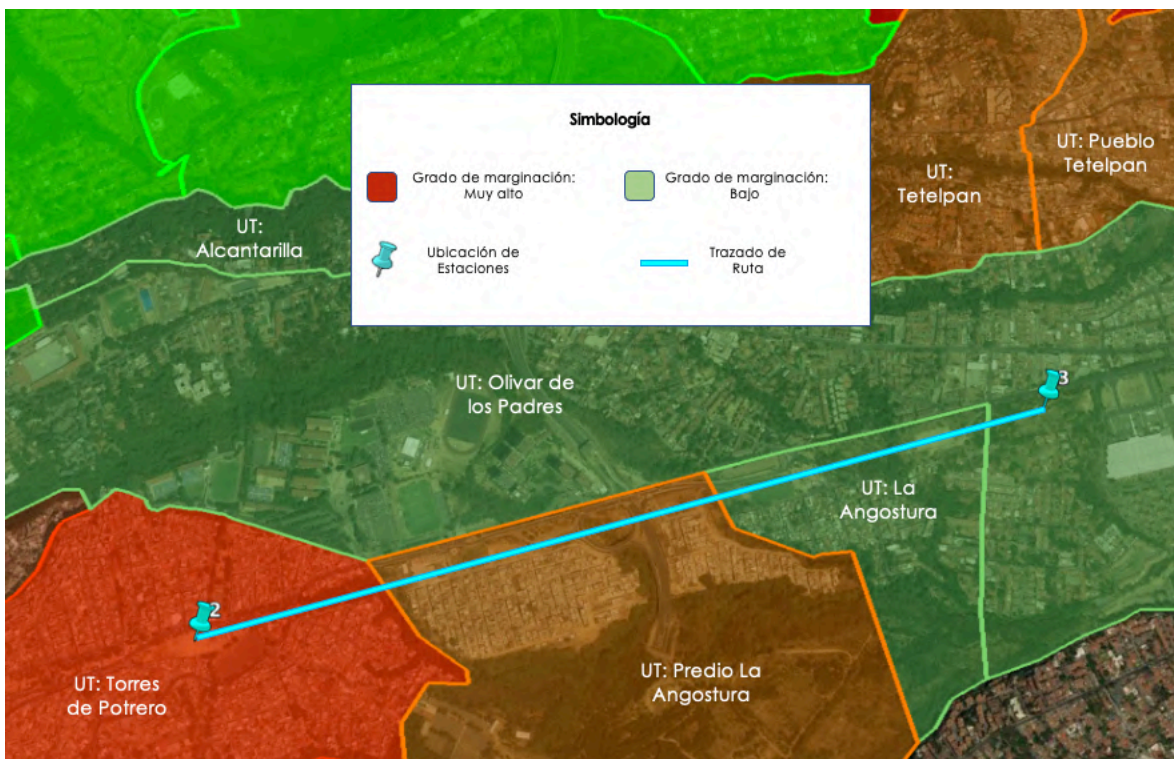 Simbología
Grado de marginación:
Muy alto
Grado de marginación:
Bajo
Ubicación de
Estaciones
Trazado de
Ruta
UT: Pueblo
Tetelpan
UT:
Tetelpan
UT:
Alcantarilla
UT: Olivar de
los Padres
3
UT: La
Angostura
2
UT: Torres
de Potrero
UT: Predio La
Angostura